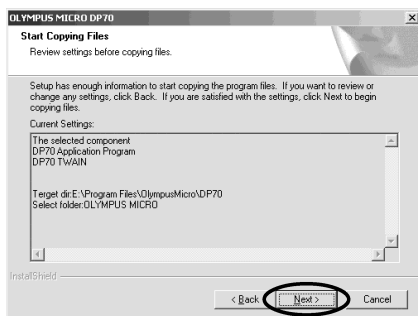 OLYMPUS MICRO DP70
Start Copying Files
Review settings before copying files.
Setup has enough information to start copying the program files. If you want to review or
change any settings, click Back. If you are satisfied with the settings, click Next to begin
copying files.
Current Settings:
The selected component
DP70 Application Program
DP70 TWAIN
Terget dir:E:\Program Files\OlympusMicro\DP70
Select folder:OLYMPUS MICRO
InstallShield
< Back Next > Cancel